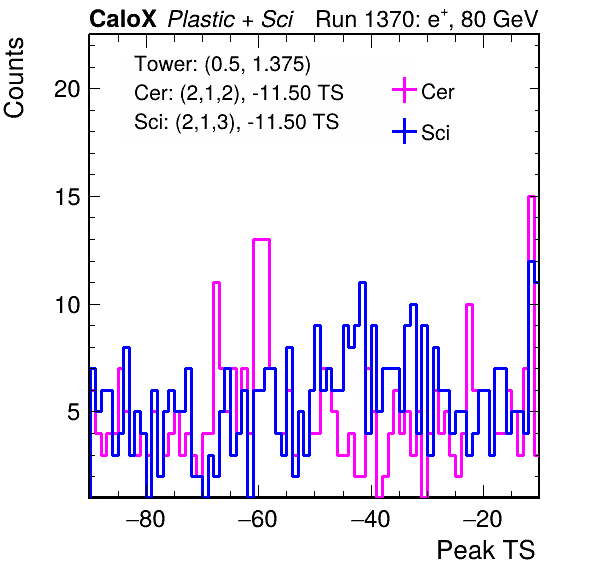 CaloX Plastic + Sci Run 1370: e+, 80 GeV
Counts
Tower: (0.5, 1.375)
Cer: (2,1,2), -11.50 TS
Sci: (2,1,3), -11.50 TS
Cer
Sci
20
15
10
5
−80 −60 −40 −20
Peak TS